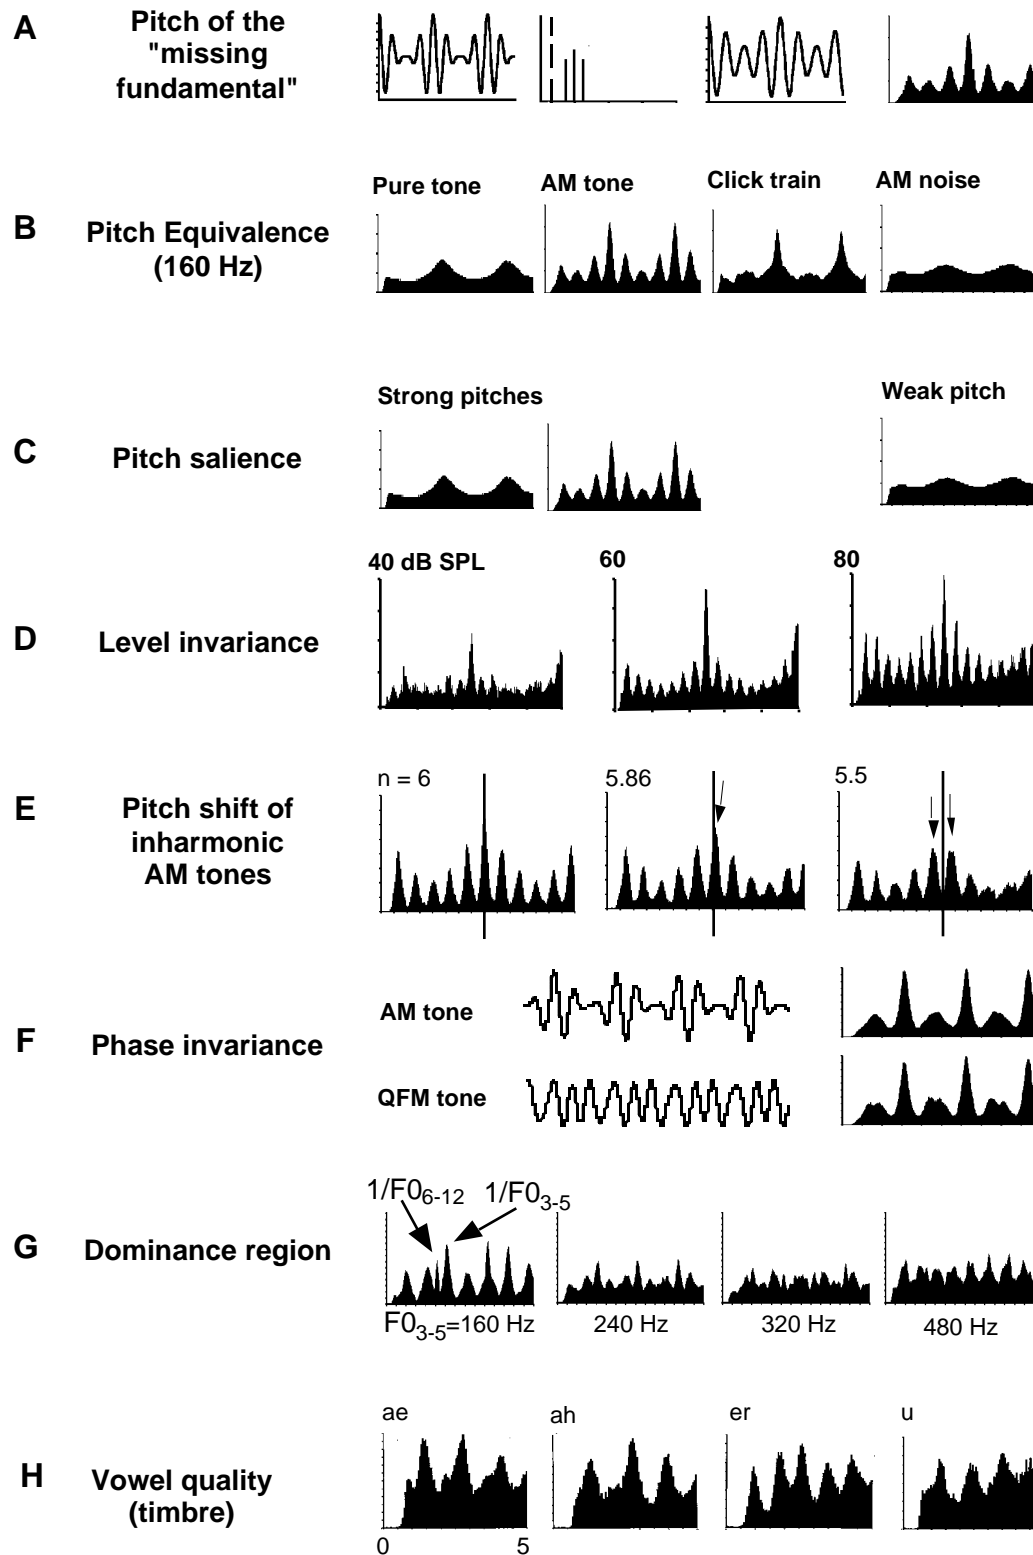 A
Pitch of the
"missing
fundamental"
B
Pitch Equivalence
(160 Hz)
Pure tone
AM tone
Click train
AM noise
C
Pitch salience
Strong pitches
Weak pitch
D
Level invariance
40 dB SPL
60
80
E
Pitch shift of
inharmonic
AM tones
n = 6
5.86
5.5
F
Phase invariance
AM tone
QFM tone
G
Dominance region
1/F0₆₋₁₂
1/F0₃₋₅
F0₃₋₅=160 Hz
240 Hz
320 Hz
480 Hz
H
Vowel quality
(timbre)
ae
ah
er
u
0
5